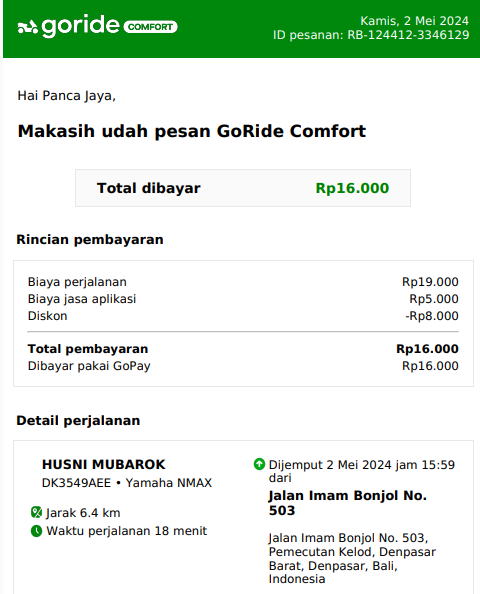 goride COMFORT
Kamis, 2 Mei 2024
ID pesanan: RB-124412-3346129
Hai Panca Jaya,
Makasih udah pesan GoRide Comfort
Total dibayar Rp16.000
Rincian pembayaran
Biaya perjalanan Rp19.000
Biaya jasa aplikasi Rp5.000
Diskon -Rp8.000
Total pembayaran Rp16.000
Dibayar pakai GoPay Rp16.000
Detail perjalanan
HUSNI MUBAROK
DK3549AEE • Yamaha NMAX
Jarak 6.4 km
Waktu perjalanan 18 menit
Dijemput 2 Mei 2024 jam 15:59
dari
Jalan Imam Bonjol No.
503
Jalan Imam Bonjol No. 503,
Pemecutan Kelod, Denpasar
Barat, Denpasar, Bali,
Indonesia